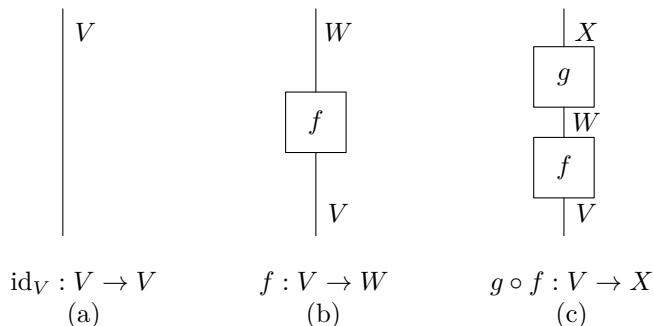 V
W
X
g
f
W
f
V
V
id_V : V → V
f : V → W
g ∘ f : V → X
(a)
(b)
(c)